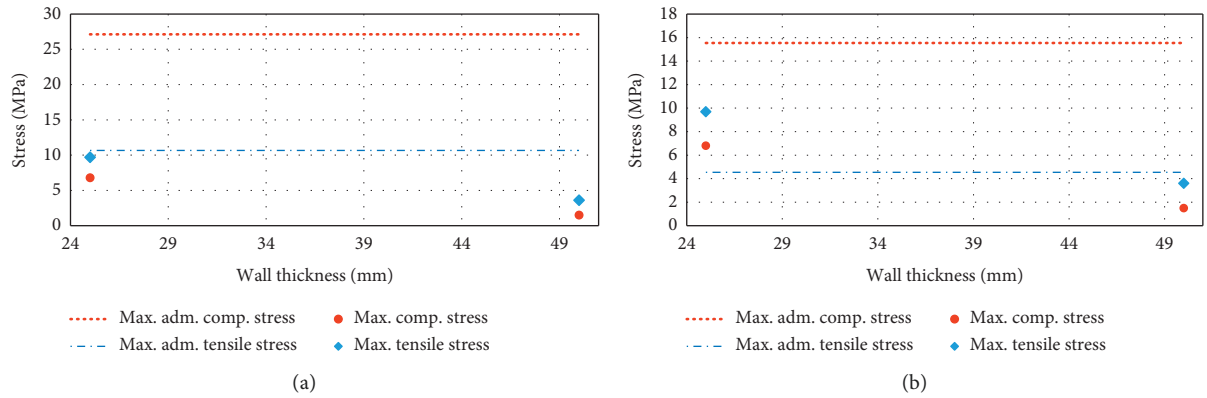 30
25
20
15
10
5
0
Stress (MPa)
24 29 34 39 44 49
Wall thickness (mm)
Max. adm. comp. stress
Max. comp. stress
Max. adm. tensile stress
Max. tensile stress
(a)
18
16
14
12
10
8
6
4
2
0
Stress (MPa)
24 29 34 39 44 49
Wall thickness (mm)
Max. adm. comp. stress
Max. comp. stress
Max. adm. tensile stress
Max. tensile stress
(b)